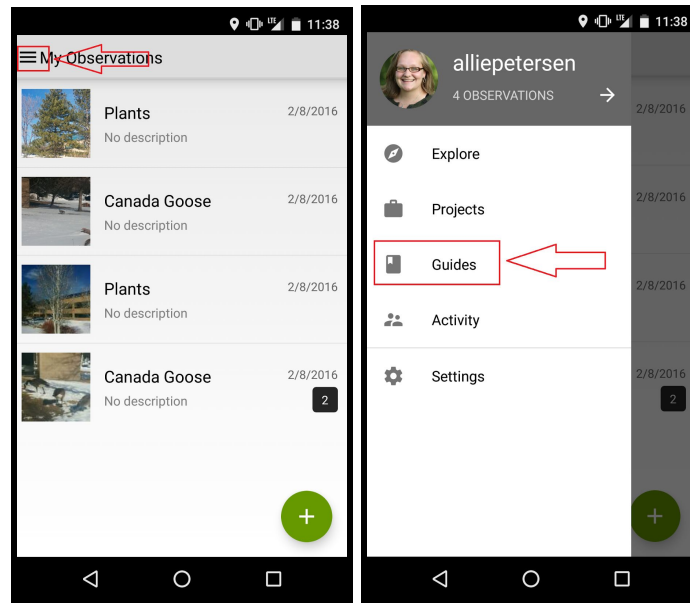 LTE 11:38
My Observations
Plants 2/8/2016
No description
Canada Goose 2/8/2016
No description
Plants 2/8/2016
No description
Canada Goose 2/8/2016
No description 2
+
LTE 11:38
alliepetersen
4 OBSERVATIONS
2/8/2016
Explore
2/8/2016
Projects
Guides
2/8/2016
Activity
2/8/2016
Settings
2
+